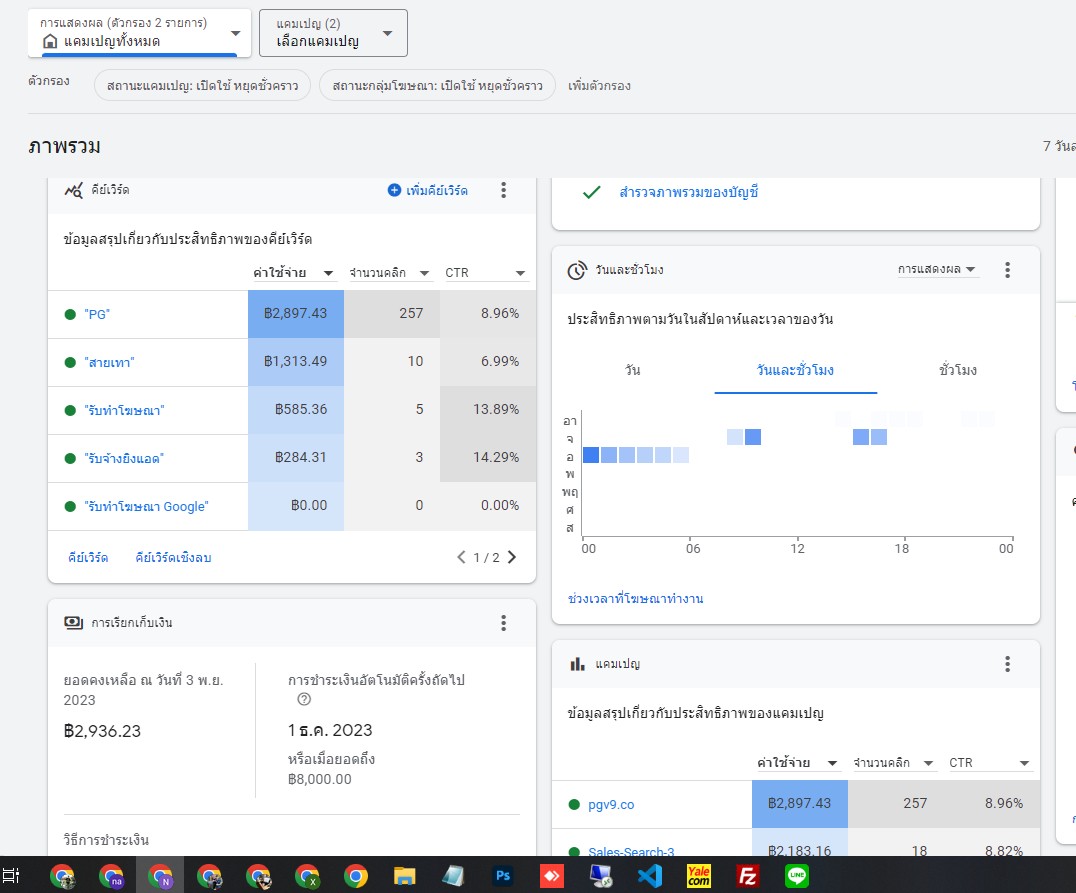 การแสดงผล (ตัวกรอง 2 รายการ)
แคมเปญทั้งหมด
แคมเปญ (2)
เลือกแคมเปญ
ตัวกรอง
สถานะแคมเปญ: เปิดใช้ หยุดชั่วคราว
สถานะกลุ่มโฆษณา: เปิดใช้ หยุดชั่วคราว
เพิ่มตัวกรอง
ภาพรวม
7 วัน
คีย์เวิร์ด
เพิ่มคีย์เวิร์ด
ข้อมูลสรุปเกี่ยวกับประสิทธิภาพของคีย์เวิร์ด
ค่าใช้จ่าย จำนวนคลิก CTR
"PG" ฿2,897.43 257 8.96%
"สายเทา" ฿1,313.49 10 6.99%
"รับทำโฆษณา" ฿585.36 5 13.89%
"รับจ้างยิงแอด" ฿284.31 3 14.29%
"รับทำโฆษณา Google" ฿0.00 0 0.00%
คีย์เวิร์ด คีย์เวิร์ดเชิงลบ 1 / 2
การเรียกเก็บเงิน
ยอดคงเหลือ ณ วันที่ 3 พ.ย.
2023
฿2,936.23
การชำระเงินอัตโนมัติครั้งถัดไป
1 ธ.ค. 2023
หรือเมื่อยอดถึง
฿8,000.00
วิธีการชำระเงิน
สำรวจภาพรวมของบัญชี
วันและชั่วโมง
การแสดงผล
ประสิทธิภาพตามวันในสัปดาห์และเวลาของวัน
วัน วันและชั่วโมง ชั่วโมง
อา
จ
อ
พ
พฤ
ศ
ส
00 06 12 18 00
ช่วงเวลาที่โฆษณาทำงาน
แคมเปญ
ข้อมูลสรุปเกี่ยวกับประสิทธิภาพของแคมเปญ
ค่าใช้จ่าย จำนวนคลิก CTR
pgv9.co ฿2,897.43 257 8.96%
Sales-Search-3 ฿2,183.16 18 8.82%
na
N
X
Ps
Yale
com
Fz
LINE